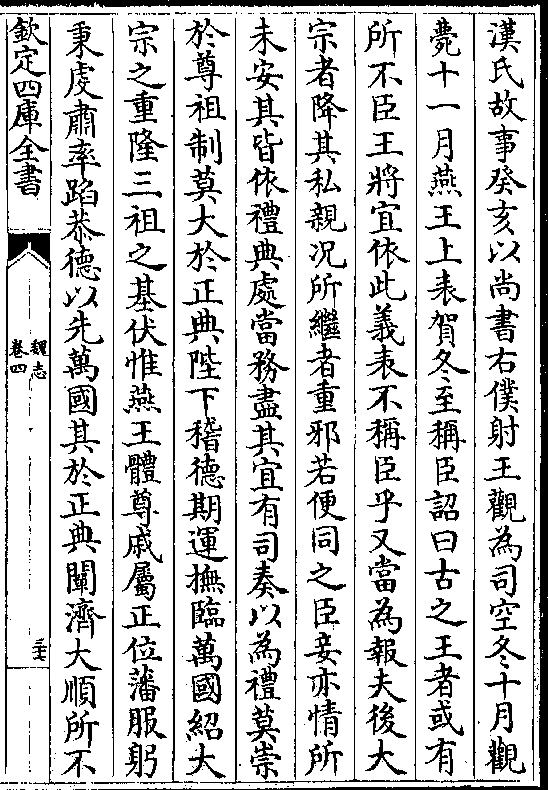 漢氏故事癸亥以尚書右僕射王觀為司空冬十月觀
薨十一月燕王上表賀冬至稱臣詔曰古之王者或有
所不臣王將宜依此義表不稱臣乎又當為報夫後大
宗者降其私親况所繼者重邪若便同之臣妾亦情所
未安其皆依禮典處當務盡其宜有司奏以為禮莫崇
於尊祖制莫大於正典陛下稽德期運撫臨萬國紹大
宗之重隆三祖之基伏惟燕王體尊戚屬正位藩服躬
秉虔肅率蹈恭德以先萬國其於正典闡濟大順所不
欽定四庫全書
魏志
卷四
三七